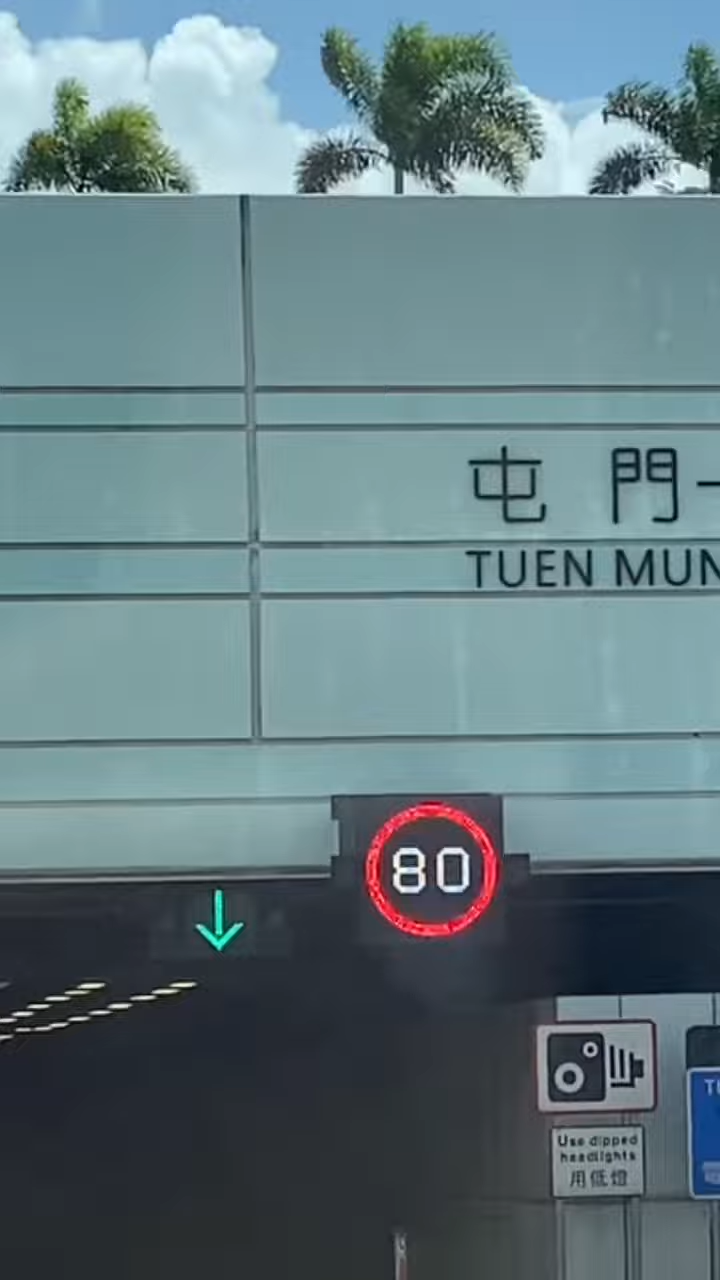 屯門
TUEN MUN
80
Use dipped
headlights
用低燈